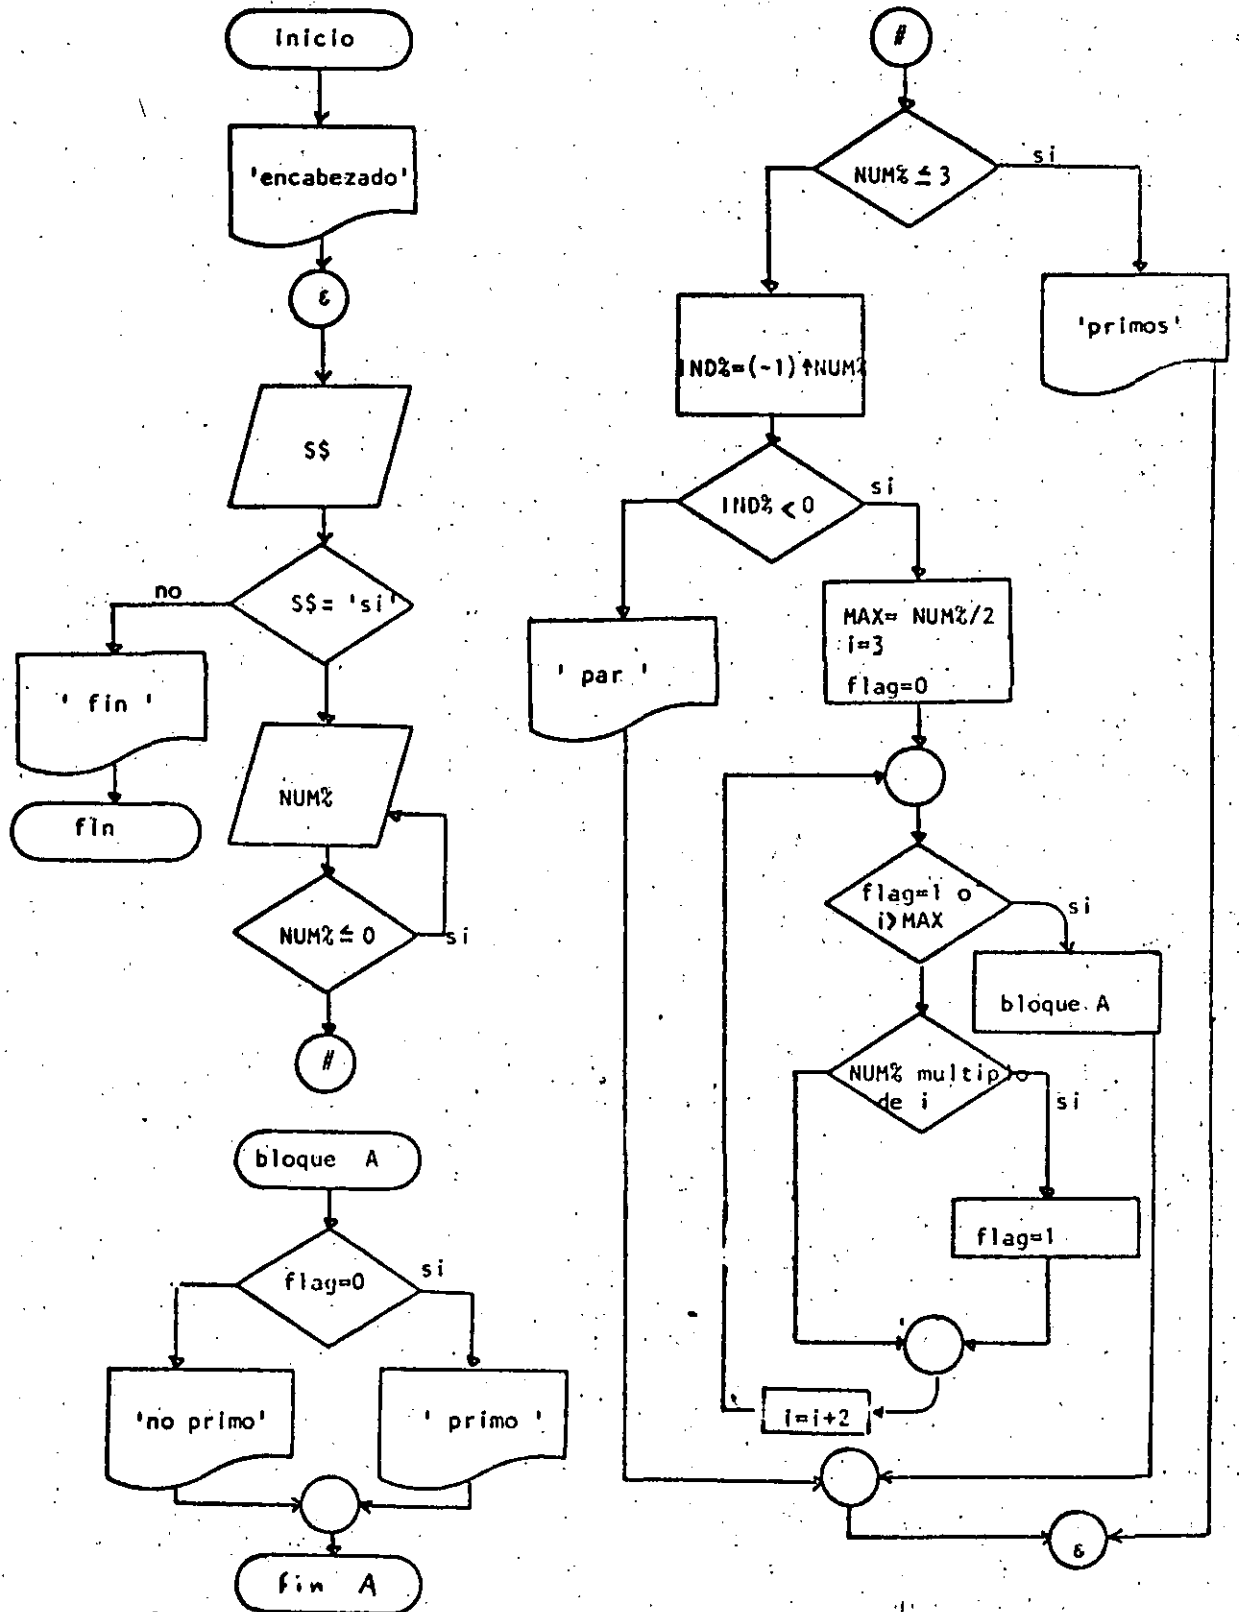 inicio
'encabezado'
&
S$
S$= 'si'
no
' fin '
fin
NUM%
NUM% ≤ 0
si
#
bloque A
flag=0
si
'no primo'
' primo '
fin A
#
NUM% ≤ 3
si
'primos'
IND%=(-1)↑NUM%
IND% < 0
si
' par '
MAX= NUM%/2
i=3
flag=0
flag=1 o
i>MAX
si
bloque A
NUM% multiplo
de i
si
flag=1
i=i+2
&